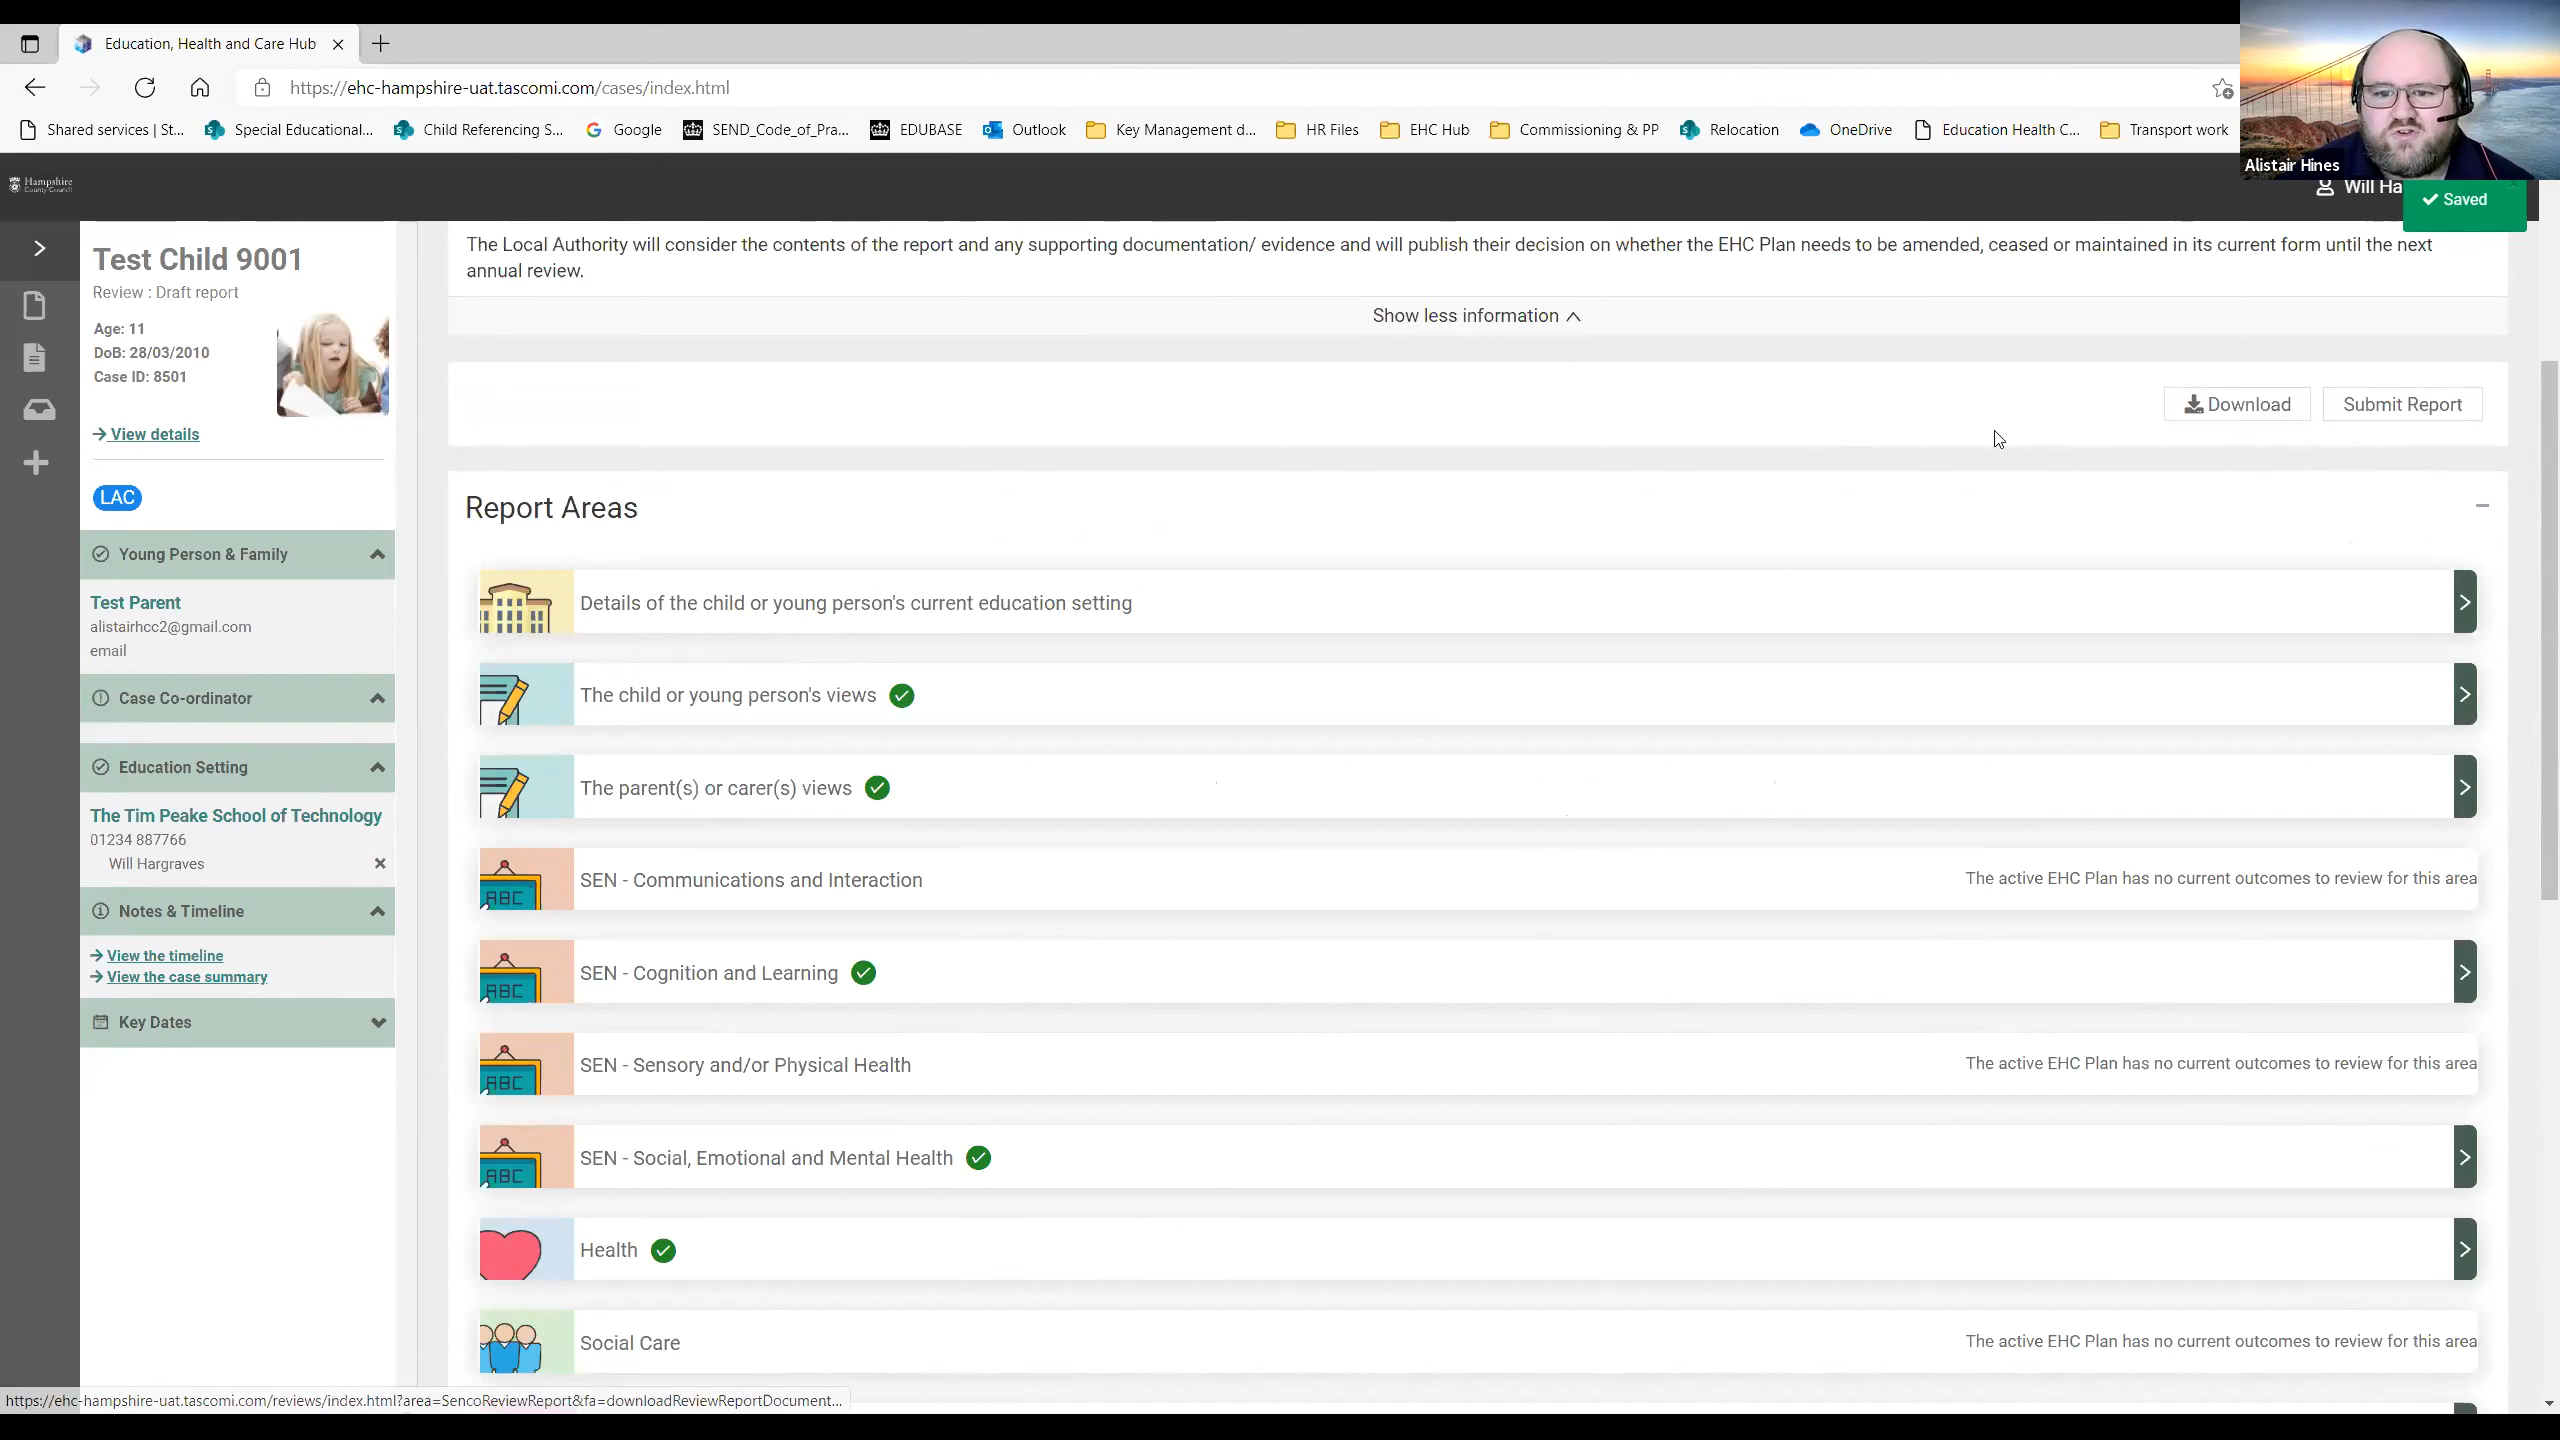 Education, Health and Care Hub
https://ehc-hampshire-uat.tascomi.com/cases/index.html
Shared services | St... Special Educational... Child Referencing S... Google SEND_Code_of_Pra... EDUBASE Outlook Key Management d... HR Files EHC Hub Commissioning & PP Relocation OneDrive Education Health C... Transport work
Alistair Hines
Hampshire
County Council
Will Ha
Saved
Test Child 9001
Review : Draft report
Age: 11
DoB: 28/03/2010
Case ID: 8501
View details
LAC
Young Person & Family
Test Parent
alistairhcc2@gmail.com
email
Case Co-ordinator
Education Setting
The Tim Peake School of Technology
01234 887766
Will Hargraves
Notes & Timeline
View the timeline
View the case summary
Key Dates
The Local Authority will consider the contents of the report and any supporting documentation/ evidence and will publish their decision on whether the EHC Plan needs to be amended, ceased or maintained in its current form until the next
annual review.
Show less information
Download Submit Report
Report Areas
Details of the child or young person's current education setting
The child or young person's views
The parent(s) or carer(s) views
ABC
SEN - Communications and Interaction The active EHC Plan has no current outcomes to review for this area
ABC
SEN - Cognition and Learning
ABC
SEN - Sensory and/or Physical Health The active EHC Plan has no current outcomes to review for this area
ABC
SEN - Social, Emotional and Mental Health
Health
Social Care The active EHC Plan has no current outcomes to review for this area
https://ehc-hampshire-uat.tascomi.com/reviews/index.html?area=SencoReviewReport&fa=downloadReviewReportDocument...